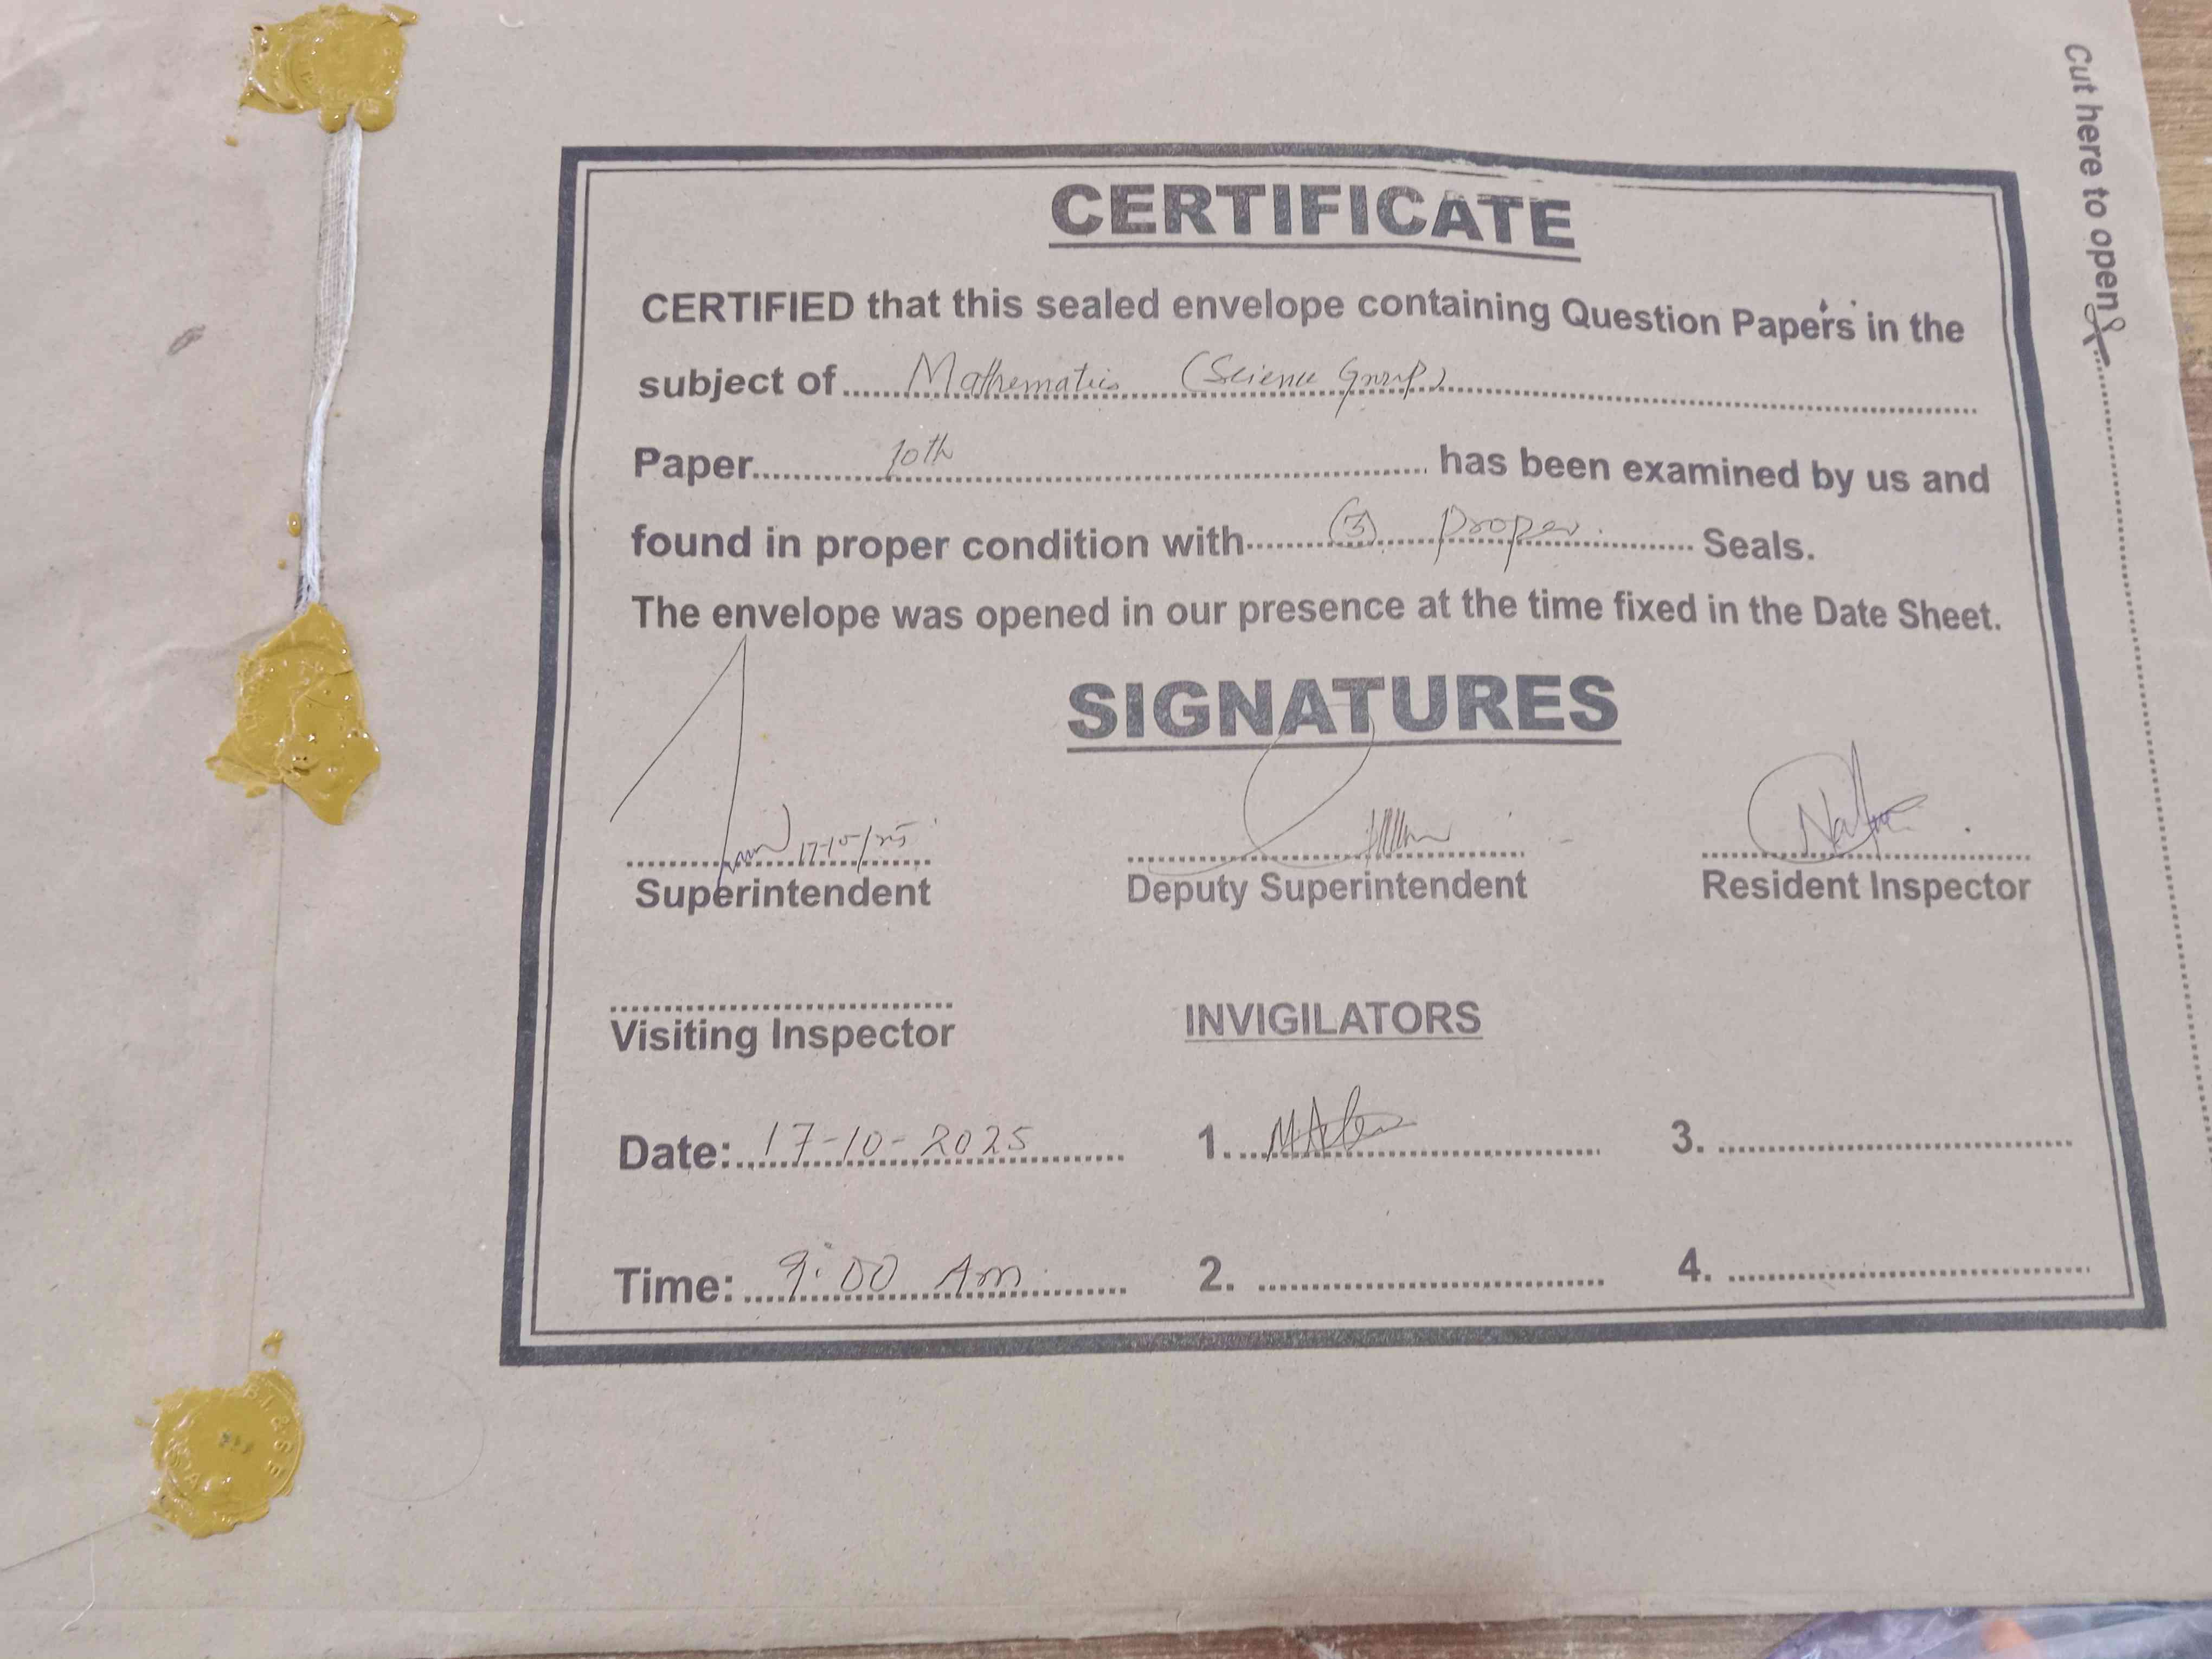 Cut here to open
CERTIFICATE
CERTIFIED that this sealed envelope containing Question Papers in the
subject of Mathematics (Science Group)
Paper 10th has been examined by us and
found in proper condition with (3) Proper Seals.
The envelope was opened in our presence at the time fixed in the Date Sheet.
SIGNATURES
Superintendent Deputy Superintendent Resident Inspector
Visiting Inspector INVIGILATORS
Date: 17-10-2025 1. 3.
Time: 9:00 Am 2. 4.
BI & SE